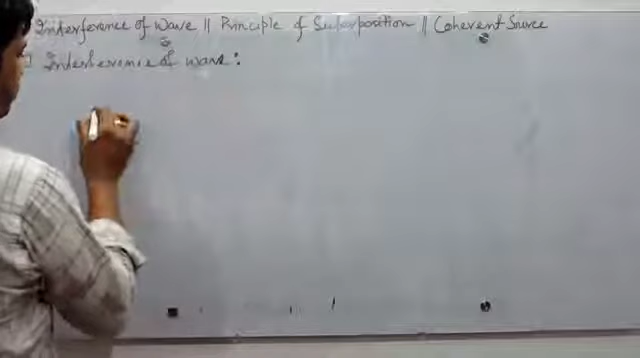 Interference of Wave || Principle of Superposition || Coherent Source
Interference of wave :